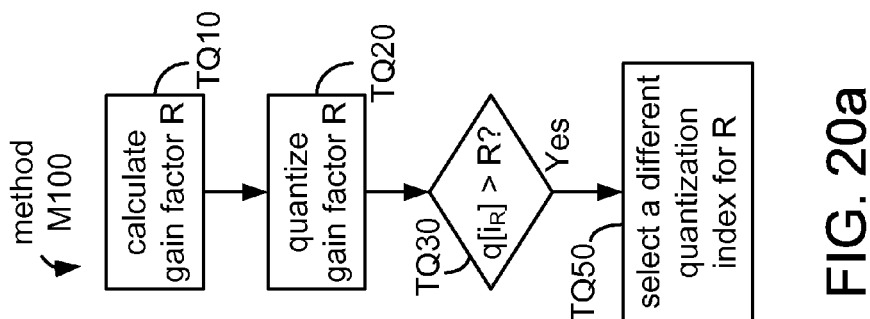 method
M100
calculate
gain factor R
TQ10
quantize
gain factor R
TQ20
q[iR] > R?
TQ30
Yes
select a different
quantization
index for R
TQ50
FIG. 20a